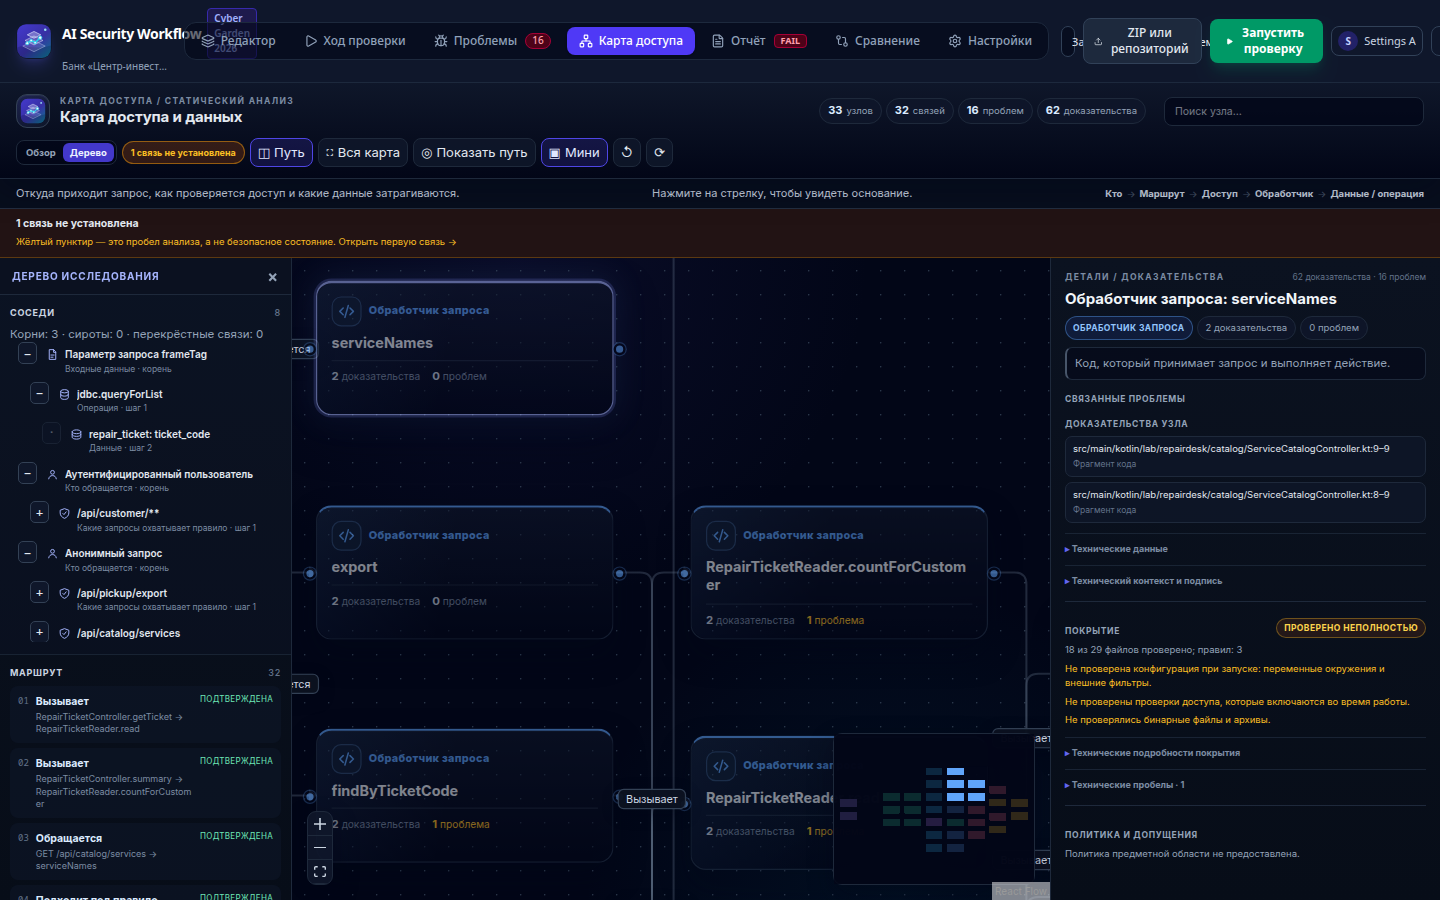 AI Security Workflow
Банк «Центр-инвест...
Cyber
Garden
2026
Редактор
Ход проверки
Проблемы 16
Карта доступа
Отчёт FAIL
Сравнение
Настройки
ZIP или
репозиторий
Запустить
проверку
S Settings A
КАРТА ДОСТУПА / СТАТИЧЕСКИЙ АНАЛИЗ
Карта доступа и данных
33 узлов
32 связей
16 проблем
62 доказательства
Поиск узла...
Обзор
Дерево
1 связь не установлена
Путь
Вся карта
Показать путь
Мини
Откуда приходит запрос, как проверяется доступ и какие данные затрагиваются.
Нажмите на стрелку, чтобы увидеть основание.
Кто → Маршрут → Доступ → Обработчик → Данные / операция
1 связь не установлена
Жёлтый пунктир — это пробел анализа, а не безопасное состояние. Открыть первую связь →
ДЕРЕВО ИССЛЕДОВАНИЯ ×
СОСЕДИ 8
Корни: 3 · сироты: 0 · перекрёстные связи: 0
Параметр запроса frameTag
Входные данные · корень
jdbc.queryForList
Операция · шаг 1
repair_ticket: ticket_code
Данные · шаг 2
Аутентифицированный пользователь
Кто обращается · корень
/api/customer/**
Какие запросы охватывает правило · шаг 1
Анонимный запрос
Кто обращается · корень
/api/pickup/export
Какие запросы охватывает правило · шаг 1
/api/catalog/services
МАРШРУТ 32
01 Вызывает ПОДТВЕРЖДЕНА
RepairTicketController.getTicket →
RepairTicketReader.read
02 Вызывает ПОДТВЕРЖДЕНА
RepairTicketController.summary →
RepairTicketReader.countForCustom
er
03 Обращается ПОДТВЕРЖДЕНА
GET /api/catalog/services →
serviceNames
04 Подходит под правило ПОДТВЕРЖДЕНА
Обработчик запроса
serviceNames
2 доказательства 0 проблем
Обработчик запроса
export
2 доказательства 0 проблем
Обработчик запроса
RepairTicketReader.countForCustom
er
2 доказательства 1 проблема
Обработчик запроса
findByTicketCode
2 доказательства 1 проблема
Вызывает
Обработчик зап
RepairTicketReade
2 доказательства 1 про
React Flow
ДЕТАЛИ / ДОКАЗАТЕЛЬСТВА
62 доказательства · 16 проблем
Обработчик запроса: serviceNames
ОБРАБОТЧИК ЗАПРОСА
2 доказательства
0 проблем
Код, который принимает запрос и выполняет действие.
СВЯЗАННЫЕ ПРОБЛЕМЫ
ДОКАЗАТЕЛЬСТВА УЗЛА
src/main/kotlin/lab/repairdesk/catalog/ServiceCatalogController.kt:9–9
Фрагмент кода
src/main/kotlin/lab/repairdesk/catalog/ServiceCatalogController.kt:8–9
Фрагмент кода
Технические данные
Технический контекст и подпись
ПОКРЫТИЕ
ПРОВЕРЕНО НЕПОЛНОСТЬЮ
18 из 29 файлов проверено; правил: 3
Не проверена конфигурация при запуске: переменные окружения и
внешние фильтры.
Не проверены проверки доступа, которые включаются во время работы.
Не проверялись бинарные файлы и архивы.
Технические подробности покрытия
Технические пробелы · 1
ПОЛИТИКА И ДОПУЩЕНИЯ
Политика предметной области не предоставлена.